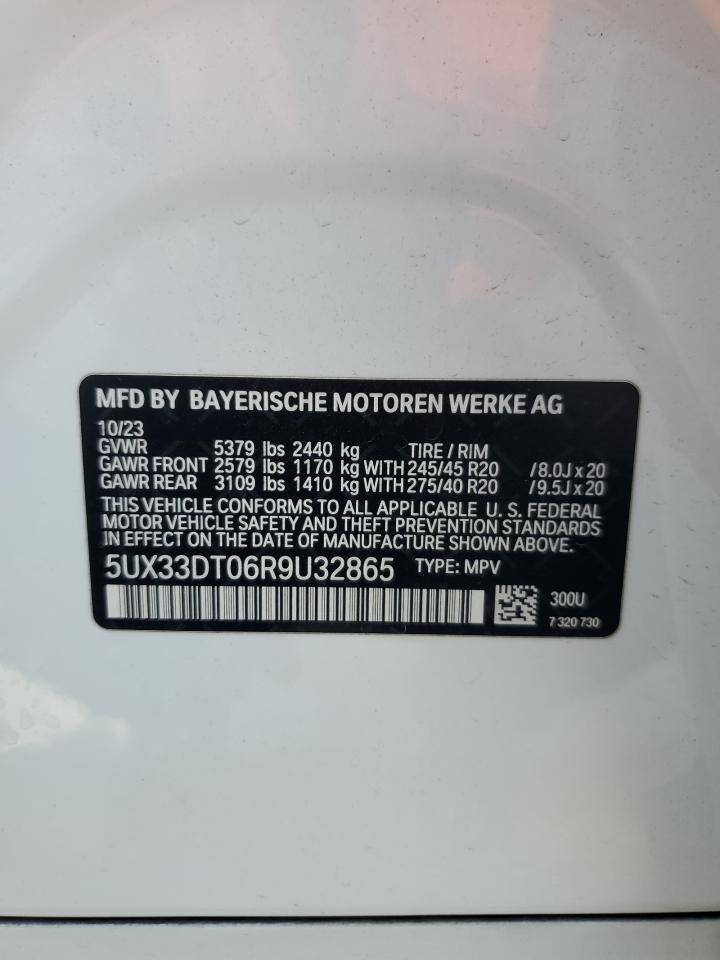 MFD BY BAYERISCHE MOTOREN WERKE AG
10/23
GVWR 5379 lbs 2440 kg TIRE / RIM
GAWR FRONT 2579 lbs 1170 kg WITH 245/45 R20 /8.0J x 20
GAWR REAR 3109 lbs 1410 kg WITH 275/40 R20 /9.5J x 20
THIS VEHICLE CONFORMS TO ALL APPLICABLE U. S. FEDERAL
MOTOR VEHICLE SAFETY AND THEFT PREVENTION STANDARDS
IN EFFECT ON THE DATE OF MANUFACTURE SHOWN ABOVE.
5UX33DT06R9U32865 TYPE: MPV
300U
7 320 730